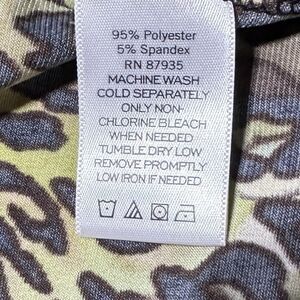 95% Polyester
5% Spandex
RN 87935
MACHINE WASH
COLD SEPARATELY
ONLY NON-
CHLORINE BLEACH
WHEN NEEDED
TUMBLE DRY LOW
REMOVE PROMPTLY
LOW IRON IF NEEDED